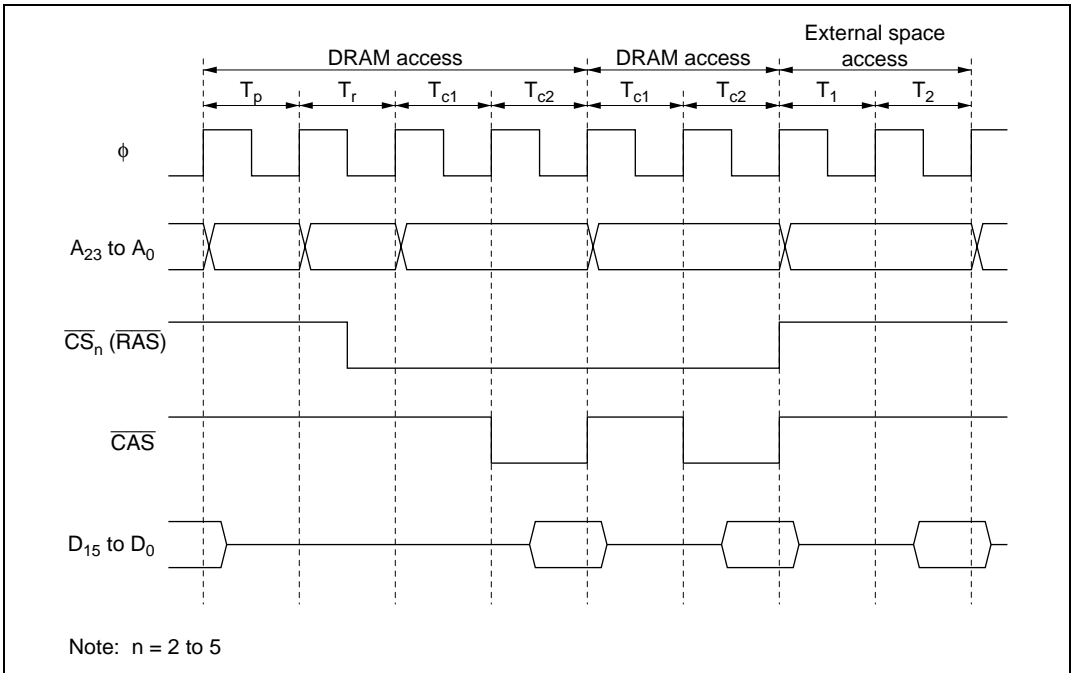 External space
access
DRAM access
DRAM access
Tp
Tr
Tc1
Tc2
Tc1
Tc2
T1
T2
ϕ
A23 to A0
CSn (RAS)
CAS
D15 to D0
Note: n = 2 to 5